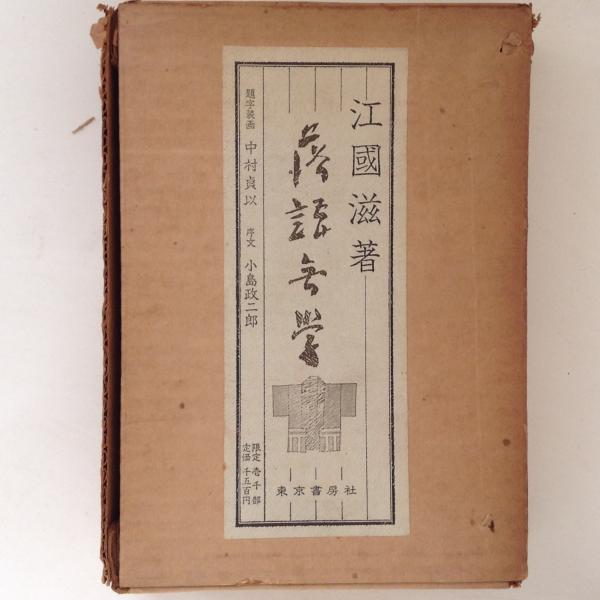 江國滋著
落語無学
題字装画 中村貞以 序文 小島政二郎
限定壱千部
定価千五百円
東京書房社